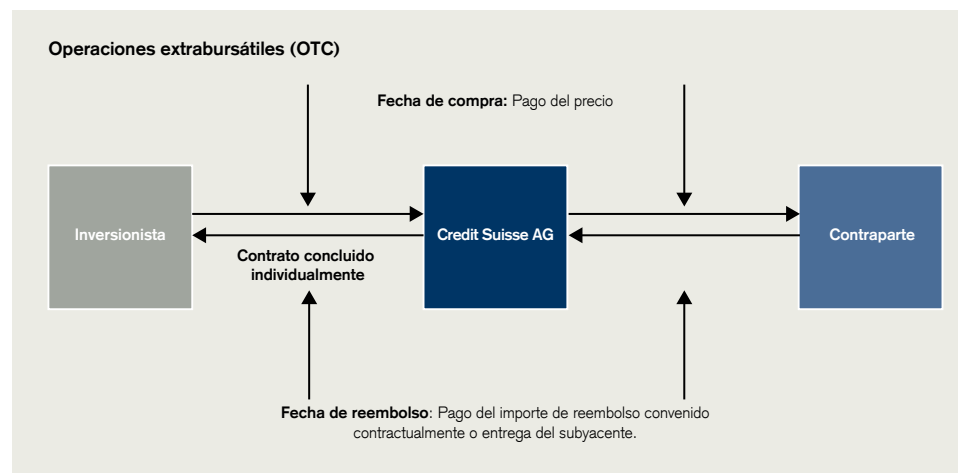 Operaciones extrabursátiles (OTC)
Fecha de compra: Pago del precio
Inversionista
Credit Suisse AG
Contraparte
Contrato concluido
individualmente
Fecha de reembolso: Pago del importe de reembolso convenido
contractualmente o entrega del subyacente.